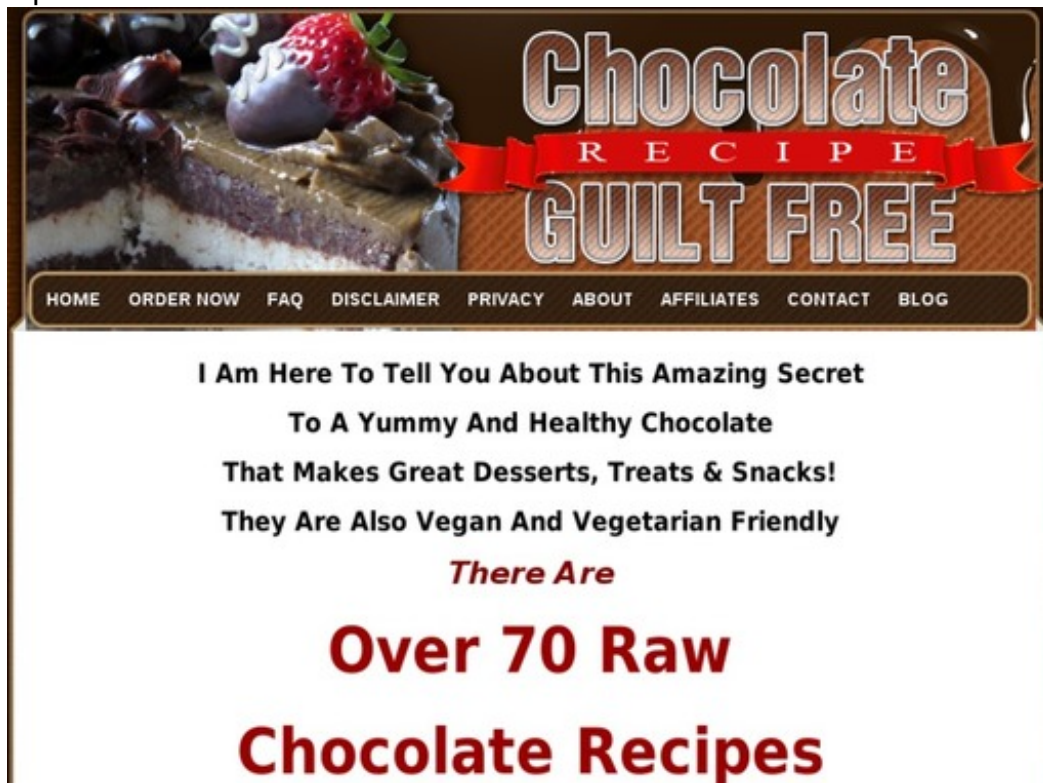 Chocolate
RECIPE
GUILT FREE
HOME ORDER NOW FAQ DISCLAIMER PRIVACY ABOUT AFFILIATES CONTACT BLOG
I Am Here To Tell You About This Amazing Secret
To A Yummy And Healthy Chocolate
That Makes Great Desserts, Treats & Snacks!
They Are Also Vegan And Vegetarian Friendly
There Are
Over 70 Raw
Chocolate Recipes